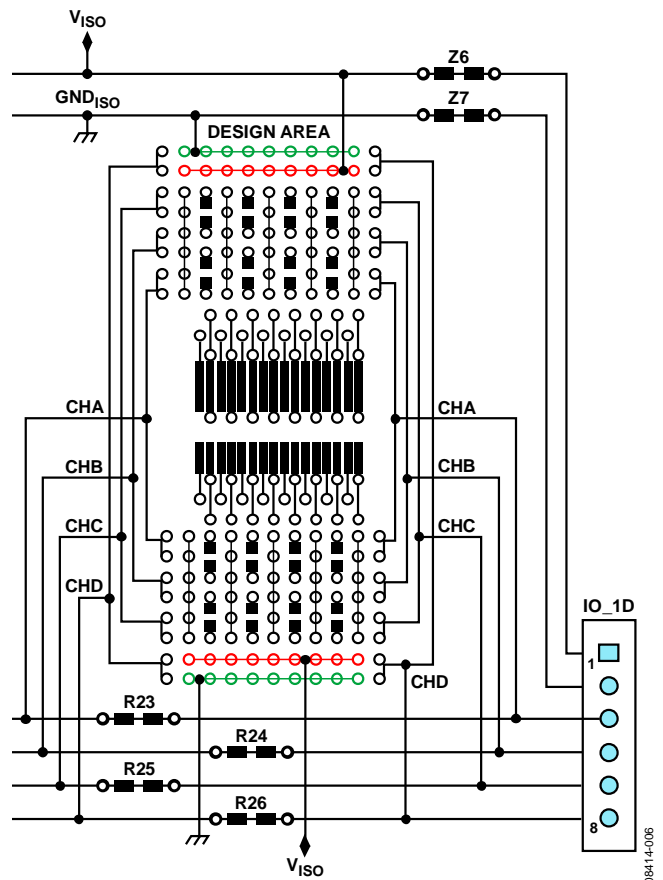 VISO
Z6
GNDISO
Z7
DESIGN AREA
CHA
CHA
CHB
CHB
CHC
CHC
CHD
IO_1D
1
CHD
R23
R24
R25
R26
8
VISO
08414-006